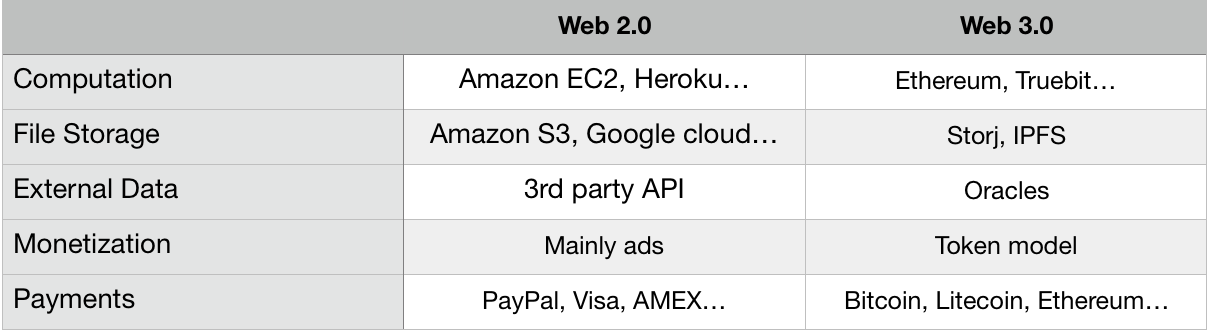 Web 2.0 Web 3.0
Computation Amazon EC2, Heroku… Ethereum, Truebit…
File Storage Amazon S3, Google cloud… Storj, IPFS
External Data 3rd party API Oracles
Monetization Mainly ads Token model
Payments PayPal, Visa, AMEX… Bitcoin, Litecoin, Ethereum…